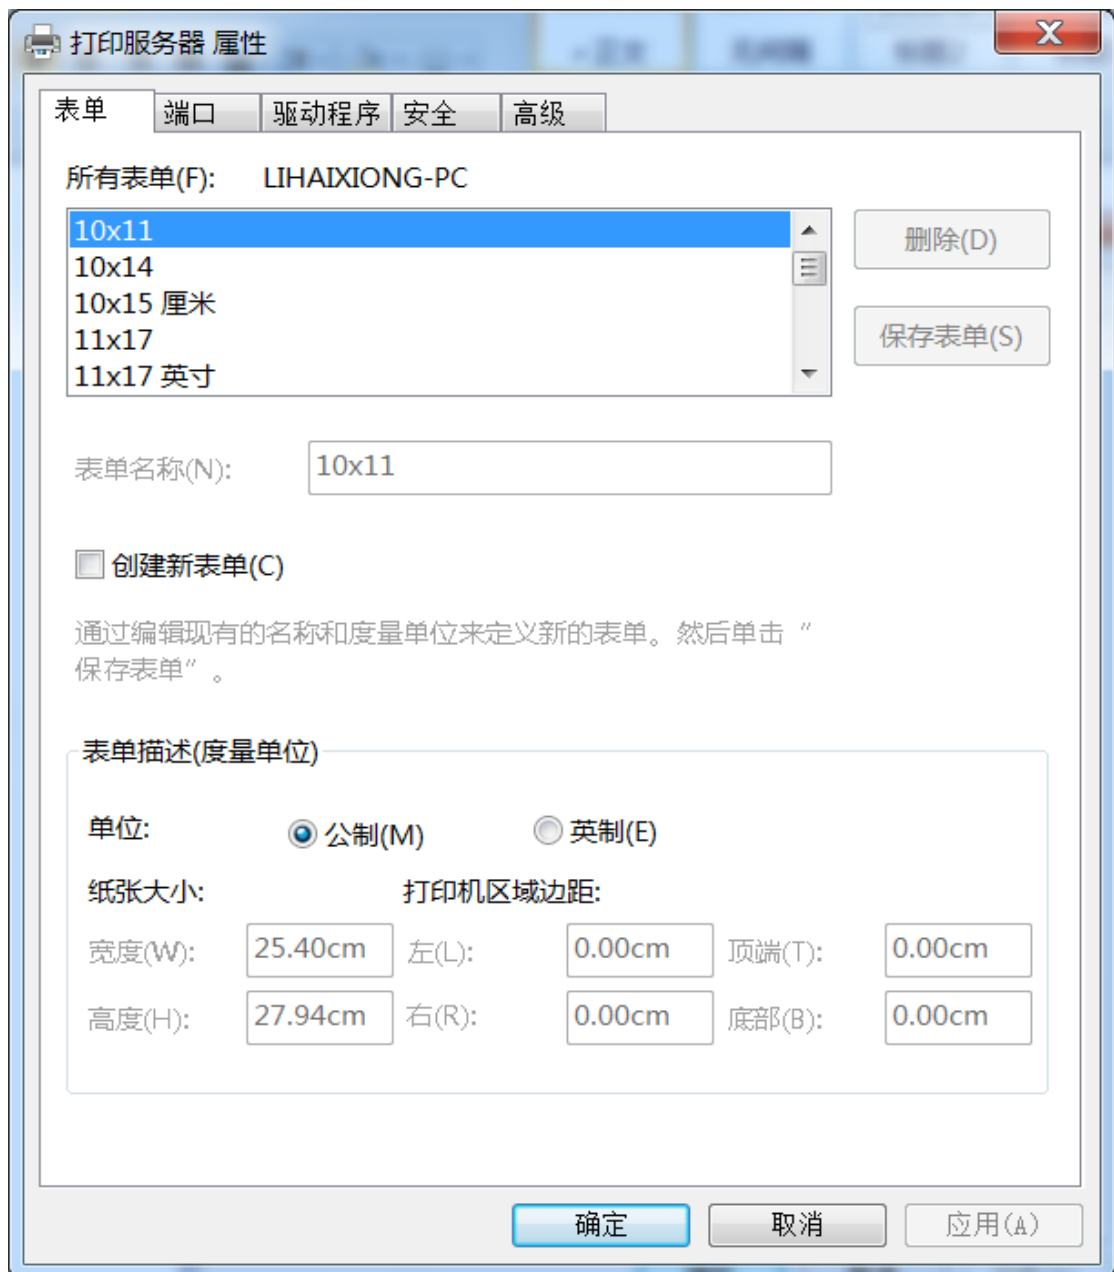 打印服务器 属性
表单 端口 驱动程序 安全 高级
所有表单(F): LIHAIXIONG-PC
10x11
10x14
10x15 厘米
11x17
11x17 英寸
删除(D)
保存表单(S)
表单名称(N): 10x11
创建新表单(C)
通过编辑现有的名称和度量单位来定义新的表单。然后单击“
保存表单”。
表单描述(度量单位)
单位: 公制(M) 英制(E)
纸张大小: 打印机区域边距:
宽度(W): 25.40cm 左(L): 0.00cm 顶端(T): 0.00cm
高度(H): 27.94cm 右(R): 0.00cm 底部(B): 0.00cm
确定 取消 应用(A)